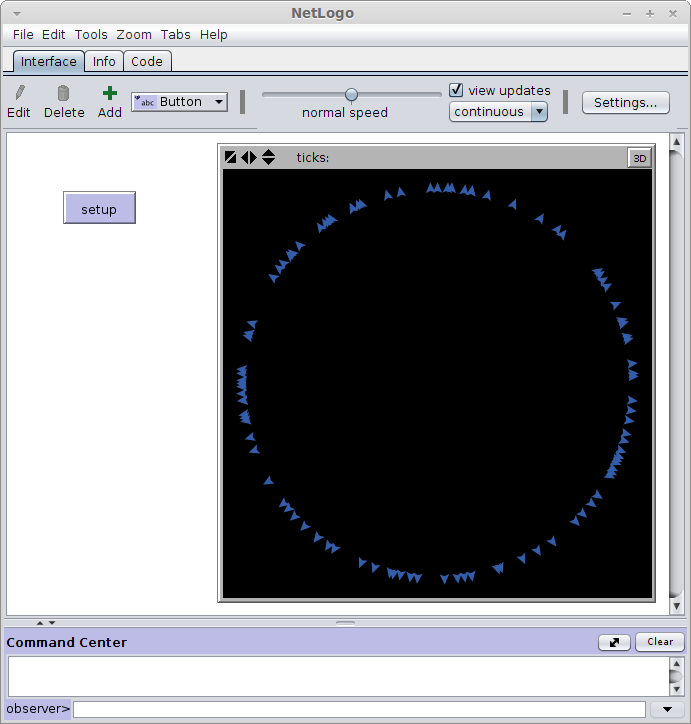 NetLogo
File Edit Tools Zoom Tabs Help
Interface Info Code
Edit Delete Add abc Button normal speed view updates continuous Settings...
ticks: 3D
setup
Command Center Clear
observer>